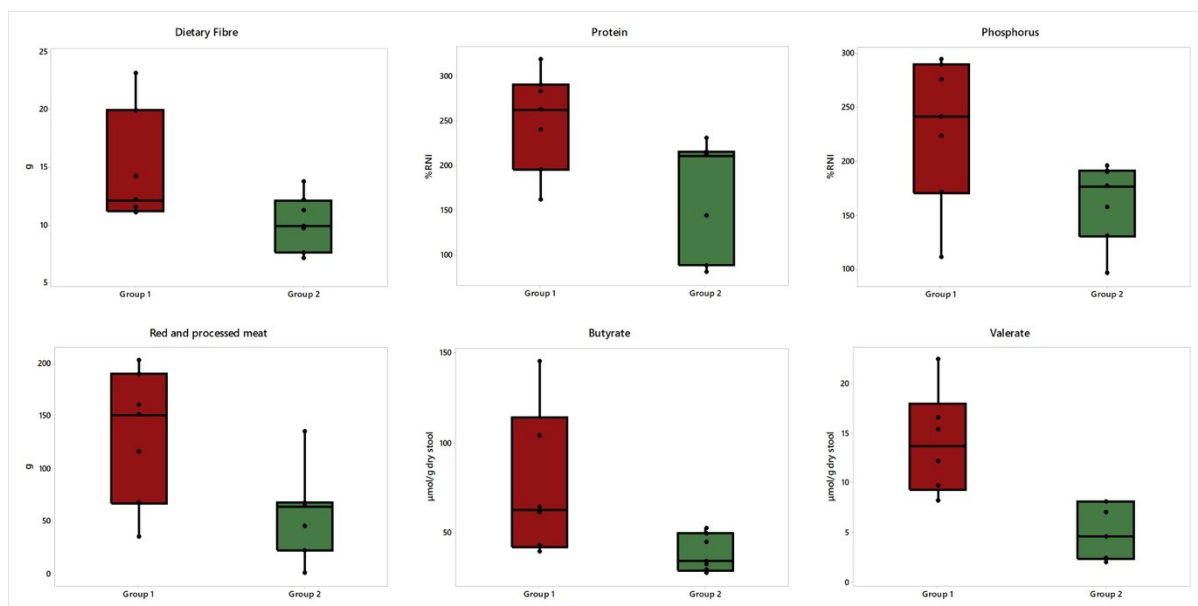 Dietary Fibre
25
20
15
10
5
g
Group 1
Group 2
Protein
300
250
200
150
100
%RNI
Group 1
Group 2
Phosphorus
300
250
200
150
100
%RNI
Group 1
Group 2
Red and processed meat
200
150
100
50
0
g
Group 1
Group 2
Butyrate
150
100
50
µmol/g dry stool
Group 1
Group 2
Valerate
20
15
10
5
0
µmol/g dry stool
Group 1
Group 2